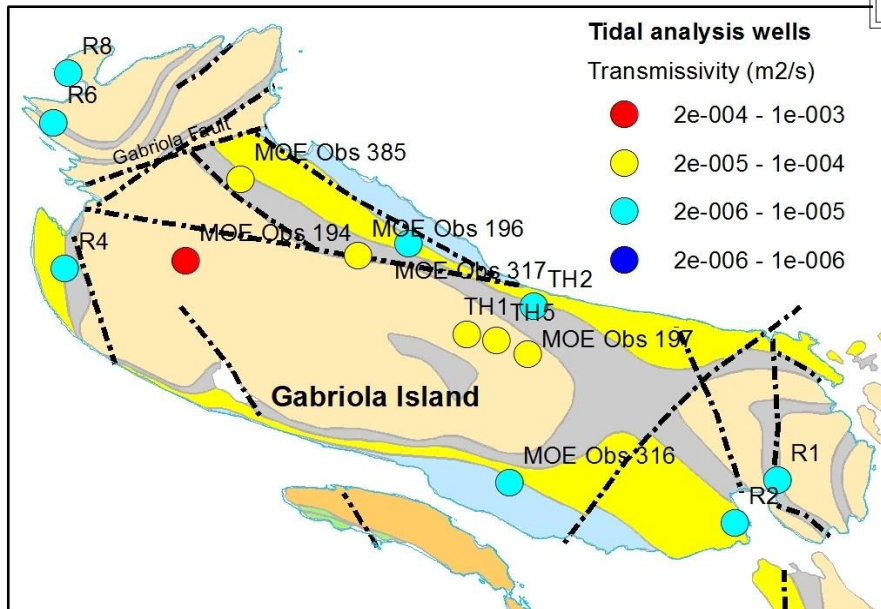 Tidal analysis wells
Transmissivity (m2/s)
2e-004 - 1e-003
2e-005 - 1e-004
2e-006 - 1e-005
2e-006 - 1e-006
R8
R6
Gabriola Fault
MOE Obs 385
MOE Obs 194
MOE Obs 196
R4
MOE Obs 317
TH2
TH1
TH5
MOE Obs 197
Gabriola Island
MOE Obs 316
R1
R2